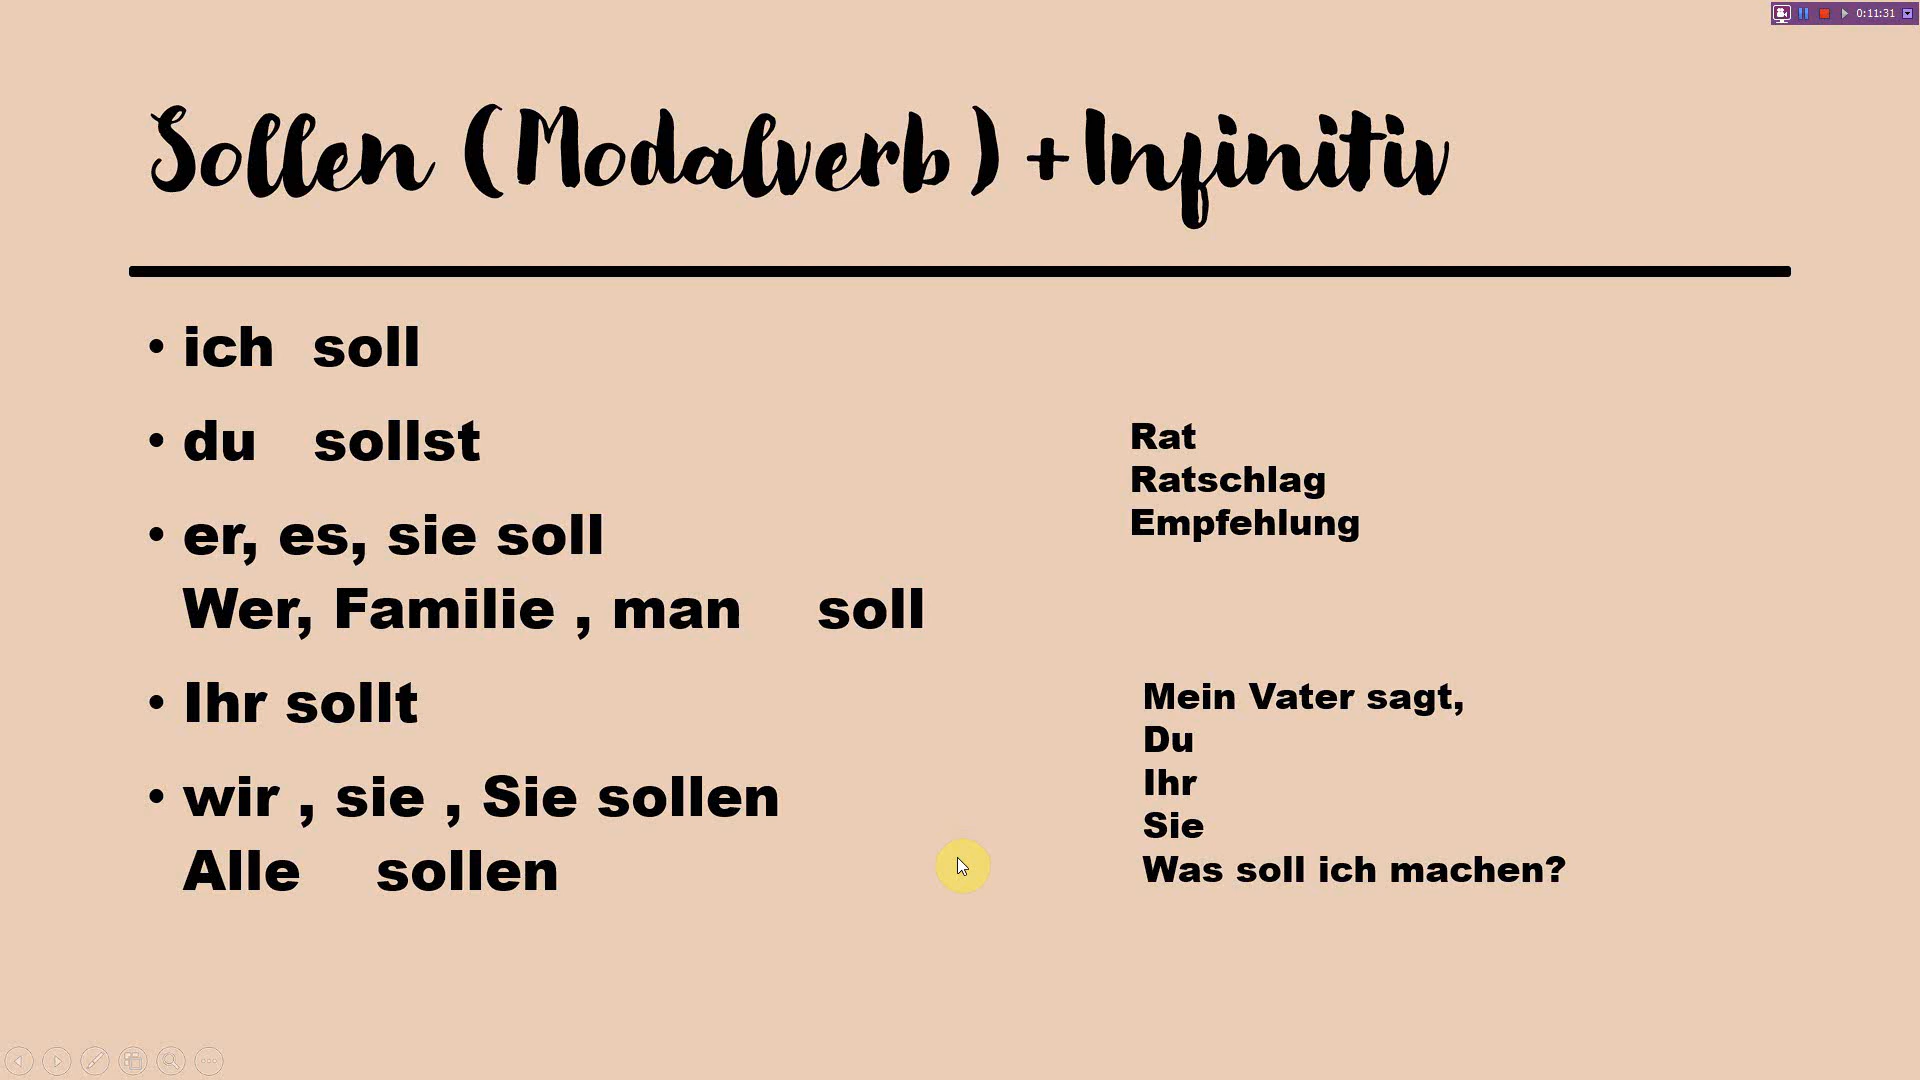 0:11:31
Sollen (Modalverb) + Infinitiv
• ich soll
• du sollst
• er, es, sie soll
Wer, Familie , man soll
• Ihr sollt
• wir , sie , Sie sollen
Alle sollen
Rat
Ratschlag
Empfehlung
Mein Vater sagt,
Du
Ihr
Sie
Was soll ich machen?